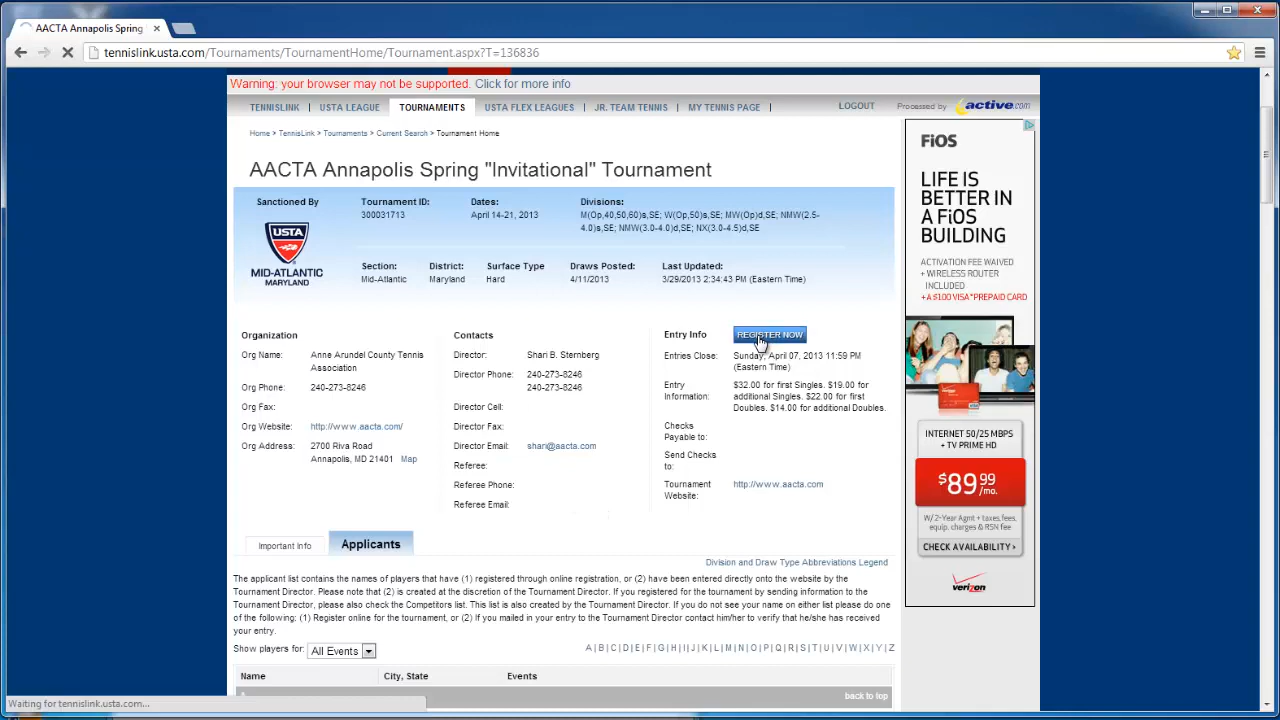 AACTA Annapolis Spring
tennislink.usta.com/Tournaments/TournamentHome/Tournament.aspx?T=136836
Warning: your browser may not be supported. Click for more info
TENNISLINK | USTA LEAGUE | TOURNAMENTS USTA FLEX LEAGUES | JR. TEAM TENNIS | MY TENNIS PAGE | LOGOUT Processed by active.com
Home > TennisLink > Tournaments > Current Search > Tournament Home
AACTA Annapolis Spring "Invitational" Tournament
Sanctioned By
USTA
MID-ATLANTIC
MARYLAND
Tournament ID:
300031713
Dates:
April 14-21, 2013
Divisions:
M(Op,40,50,60)s,SE; W(Op,50)s,SE; MW(Op)d,SE; NMW(2.5-
4.0)s,SE; NMW(3.0-4.0)d,SE; NX(3.0-4.5)d,SE
Section:
Mid-Atlantic
District:
Maryland
Surface Type
Hard
Draws Posted:
4/11/2013
Last Updated:
3/29/2013 2:34:43 PM (Eastern Time)
Organization
Org Name: Anne Arundel County Tennis
Association
Org Phone: 240-273-8246
Org Fax:
Org Website: http://www.aacta.com/
Org Address: 2700 Riva Road
Annapolis, MD 21401 Map
Contacts
Director: Shari B. Sternberg
Director Phone: 240-273-8246
240-273-8246
Director Cell:
Director Fax:
Director Email: shari@aacta.com
Referee:
Referee Phone:
Referee Email:
Entry Info REGISTER NOW
Entries Close: Sunday, April 07, 2013 11:59 PM
(Eastern Time)
Entry
Information:
$32.00 for first Singles. $19.00 for
additional Singles. $22.00 for first
Doubles. $14.00 for additional Doubles.
Checks
Payable to:
Send Checks
to:
Tournament
Website:
http://www.aacta.com
Important Info Applicants
Division and Draw Type Abbreviations Legend
The applicant list contains the names of players that have (1) registered through online registration, or (2) have been entered directly onto the website by the
Tournament Director. Please note that (2) is created at the discretion of the Tournament Director. If you registered for the tournament by sending information to the
Tournament Director, please also check the Competitors list. This list is also created by the Tournament Director. If you do not see your name on either list please do one
of the following: (1) Register online for the tournament, or (2) If you mailed in your entry to the Tournament Director contact him/her to verify that he/she has received
your entry.
Show players for: All Events
A|B|C|D|E|F|G|H|I|J|K|L|M|N|O|P|Q|R|S|T|U|V|W|X|Y|Z
Name City, State Events
A back to top
FiOS
LIFE IS
BETTER IN
A FiOS
BUILDING
ACTIVATION FEE WAIVED
+ WIRELESS ROUTER
INCLUDED
+ A $100 VISA® PREPAID CARD
INTERNET 50/25 MBPS
+ TV PRIME HD
$89.99/mo.
W/ 2-Year Agmt + taxes, fees,
equip. charges & RSN fee
CHECK AVAILABILITY ›
verizon
Waiting for tennislink.usta.com...